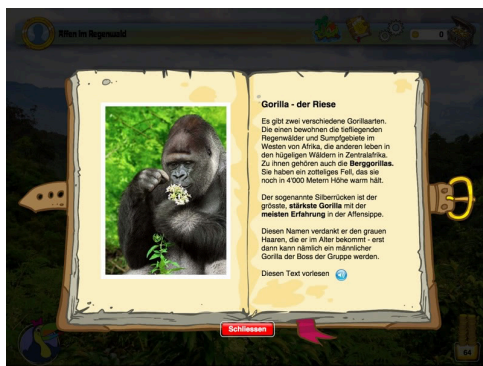 Affen im Regenwald
0
Gorilla - der Riese
Es gibt zwei verschiedene Gorillaarten.
Die einen bewohnen die tiefliegenden
Regenwälder und Sumpfgebiete im
Westen von Afrika, die anderen leben in
den hügeligen Wäldern in Zentralafrika.
Zu ihnen gehören auch die Berggorillas.
Sie haben ein zotteliges Fell, das sie
noch in 4'000 Metern Höhe warm hält.
Der sogenannte Silberrücken ist der
grösste, stärkste Gorilla mit der
meisten Erfahrung in der Affensippe.
Diesen Namen verdankt er den grauen
Haaren, die er im Alter bekommt - erst
dann kann nämlich ein männlicher
Gorilla der Boss der Gruppe werden.
Diesen Text vorlesen
Schliessen
64